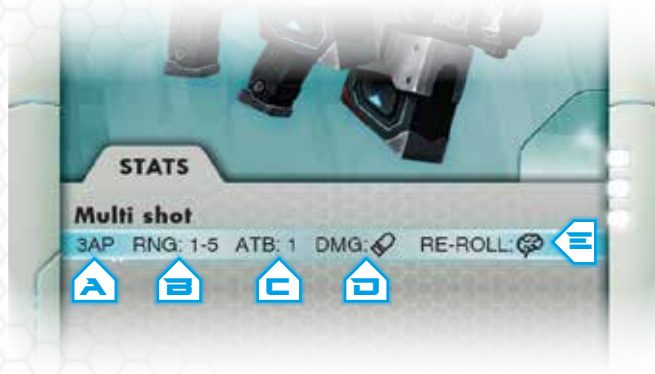 STATS
Multi shot
3AP RNG: 1-5 ATB: 1 DMG: RE-ROLL: E
A B C D